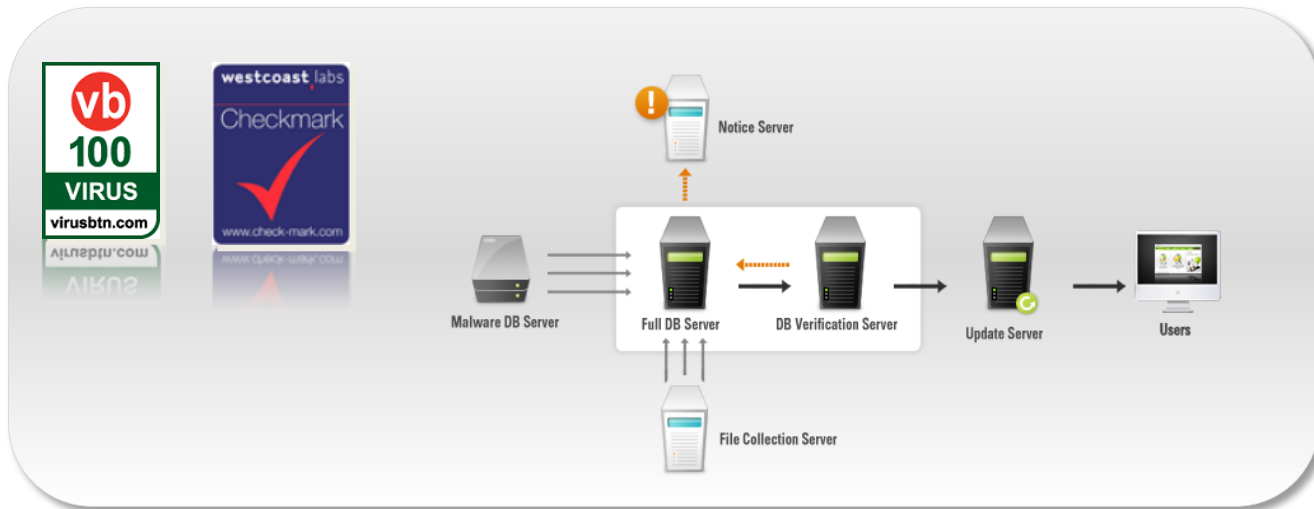 vb
100
VIRUS
virusbtn.com
westcoast labs
Checkmark
www.check-mark.com
Notice Server
Malware DB Server
Full DB Server
DB Verification Server
Update Server
Users
File Collection Server